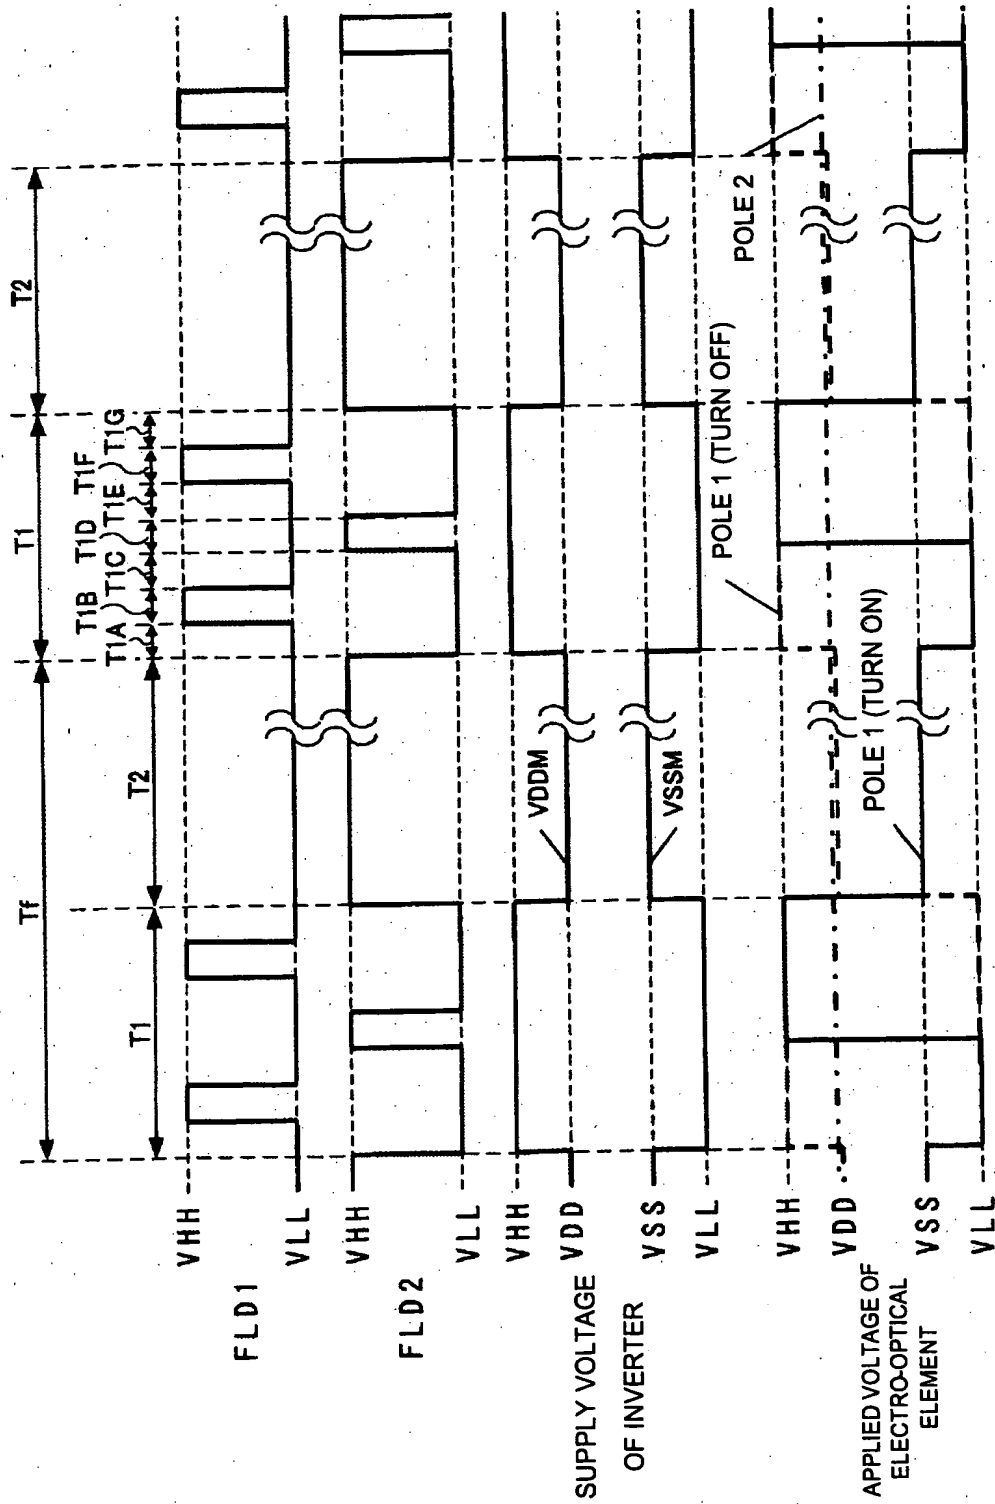 Tf
T1
T2
T1
T2
T1A
T1B
T1C
T1D
T1E
T1F
T1G
VHH
FLD1
VLL
VHH
FLD2
VLL
VHH
SUPPLY VOLTAGE
OF INVERTER
VDD
VDDM
VSS
VSSM
VLL
VHH
POLE 1 (TURN OFF)
POLE 2
VDD
APPLIED VOLTAGE OF
ELECTRO-OPTICAL
ELEMENT
POLE 1 (TURN ON)
VSS
VLL